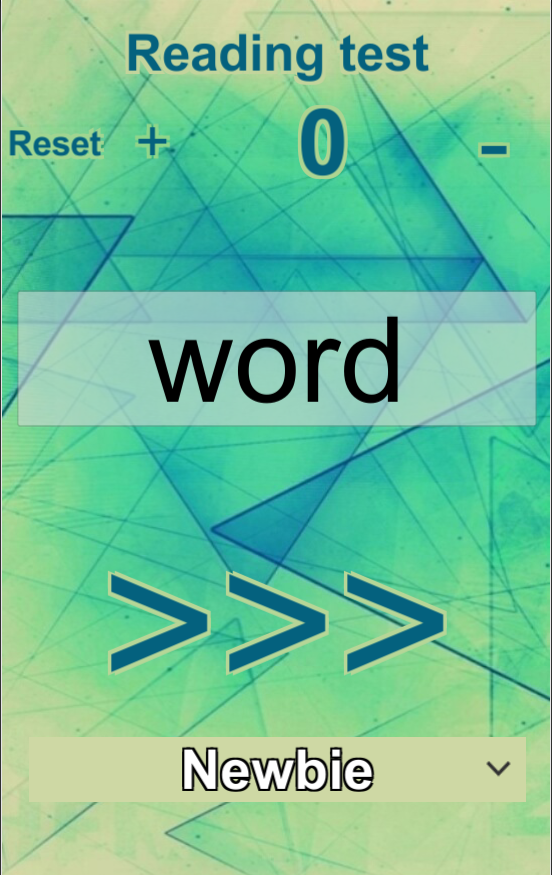 Reading test
Reset + 0 -
word
>>>
Newbie